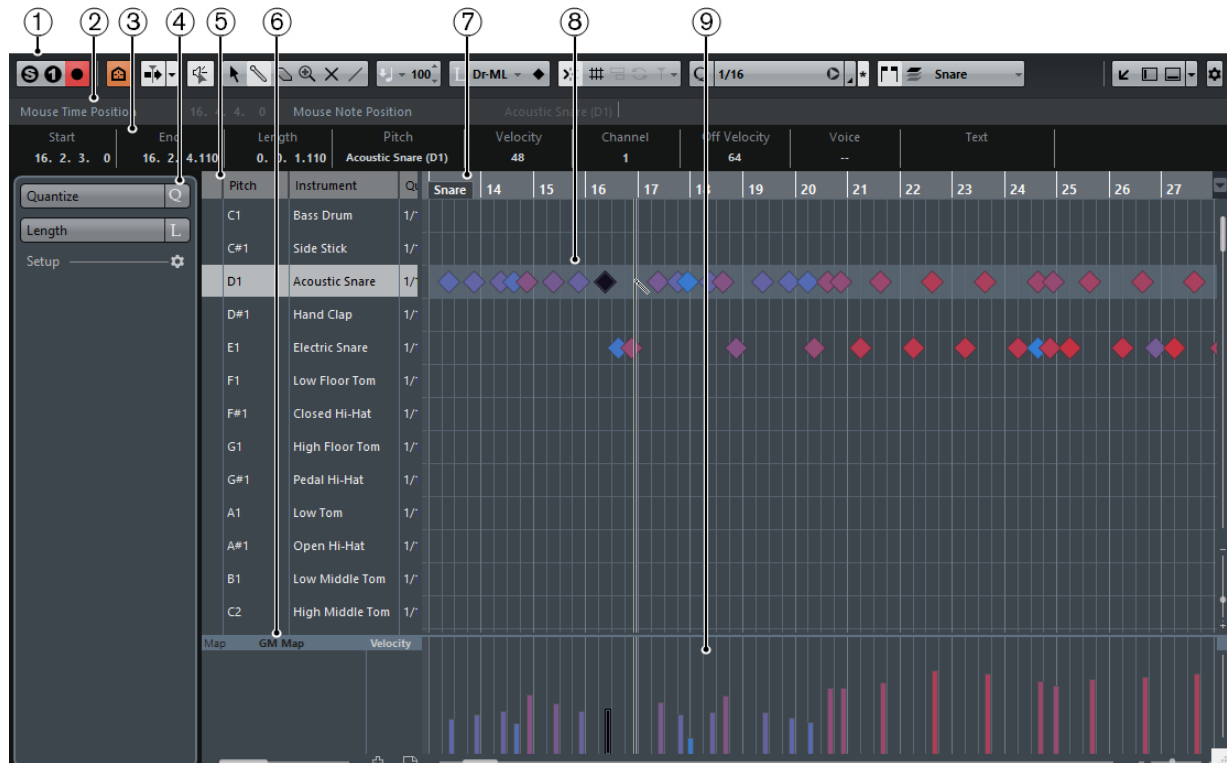 1 2 3 4 5 6 7 8 9
S 1 100 Dr-ML Q 1/16 Snare
Mouse Time Position 16. 4. 4. 0 Mouse Note Position Acoustic Snare (D1)
Start End Length Pitch Velocity Channel Off Velocity Voice Text
16. 2. 3. 0 16. 2. 4.110 0. 0. 1.110 Acoustic Snare (D1) 48 1 64 --
Quantize Q
Length L
Setup
Pitch Instrument Snare 14 15 16 17 18 19 20 21 22 23 24 25 26 27
C1 Bass Drum 1/
C#1 Side Stick 1/
D1 Acoustic Snare 1/
D#1 Hand Clap 1/
E1 Electric Snare 1/
F1 Low Floor Tom 1/
F#1 Closed Hi-Hat 1/
G1 High Floor Tom 1/
G#1 Pedal Hi-Hat 1/
A1 Low Tom 1/
A#1 Open Hi-Hat 1/
B1 Low Middle Tom 1/
C2 High Middle Tom 1/
Map GM Map Velocity